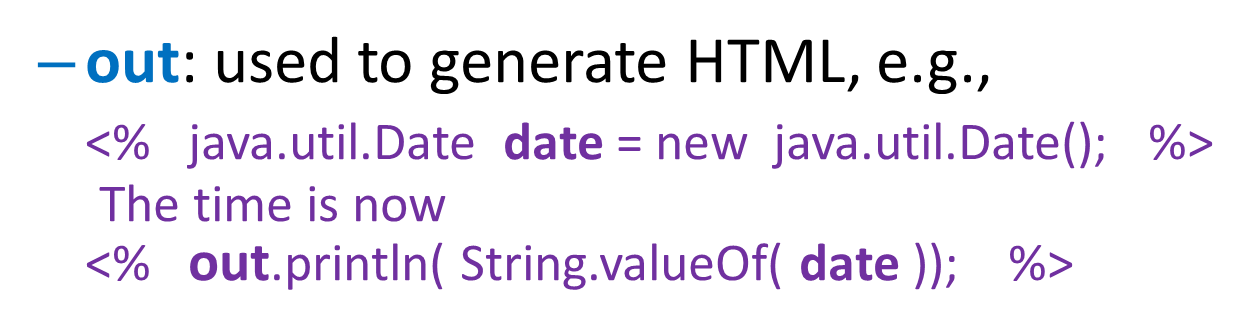 – out: used to generate HTML, e.g.,
<% java.util.Date date = new java.util.Date(); %>
The time is now
<% out.println( String.valueOf( date )); %>